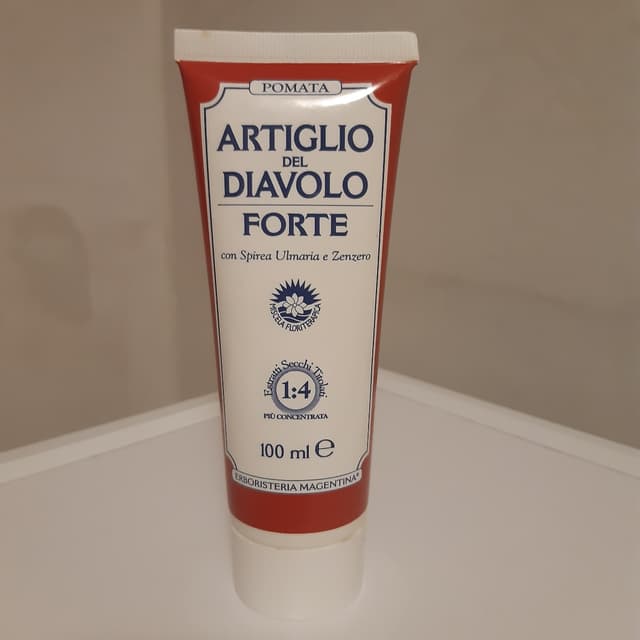 POMATA
ARTIGLIO
DEL
DIAVOLO
FORTE
con Spirea Ulmaria e Zenzero
MISCELA FLORITERAPICA
Estratti Secchi Titolati
1:4
PIÙ CONCENTRATA
100 ml ℮
ERBORISTERIA MAGENTINA®